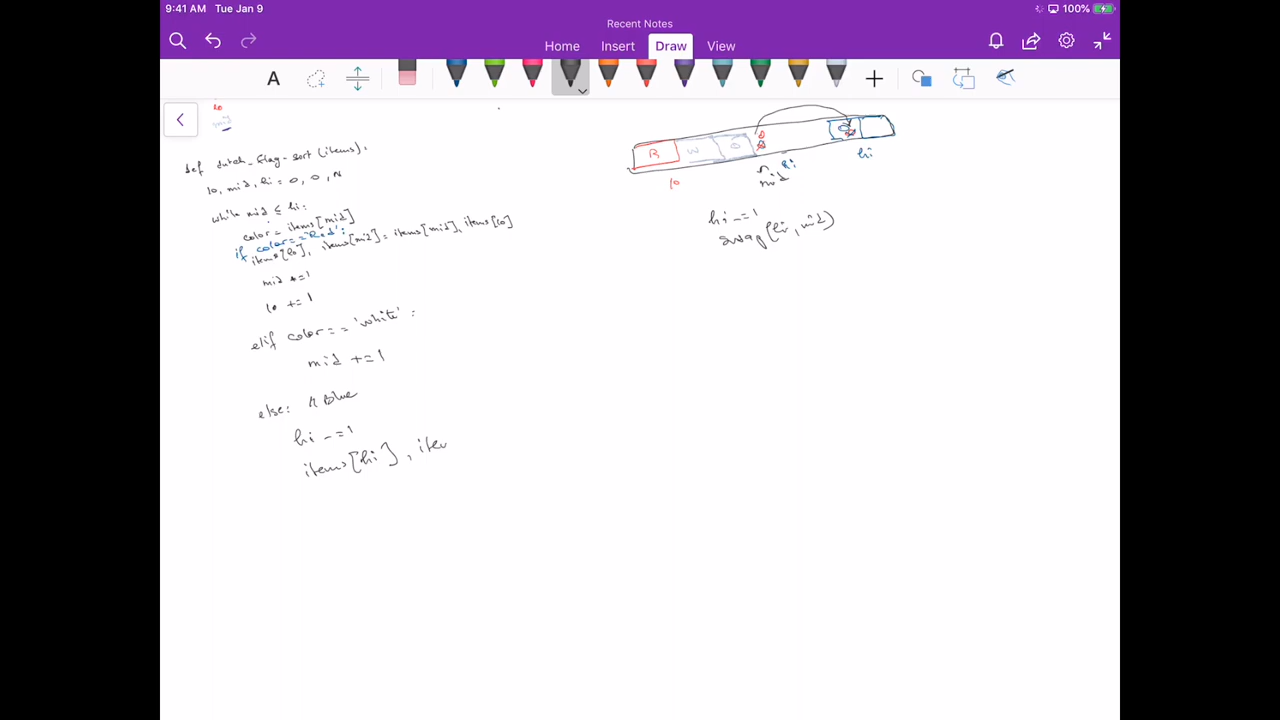 9:41 AM Tue Jan 9
100%
Recent Notes
Home Insert Draw View
A
lo
mid
def dutch_flag_sort(items):
lo, mid, hi = 0, 0, N
while mid ≤ hi:
color = items[mid]
if color == 'Red':
items[lo], items[mid] = items[mid], items[lo]
mid += 1
lo += 1
elif color == 'white':
mid += 1
else: # Blue
hi -= 1
items[hi], ite
R W
lo mid hi hi
hi -= 1
swap(hi, mid)